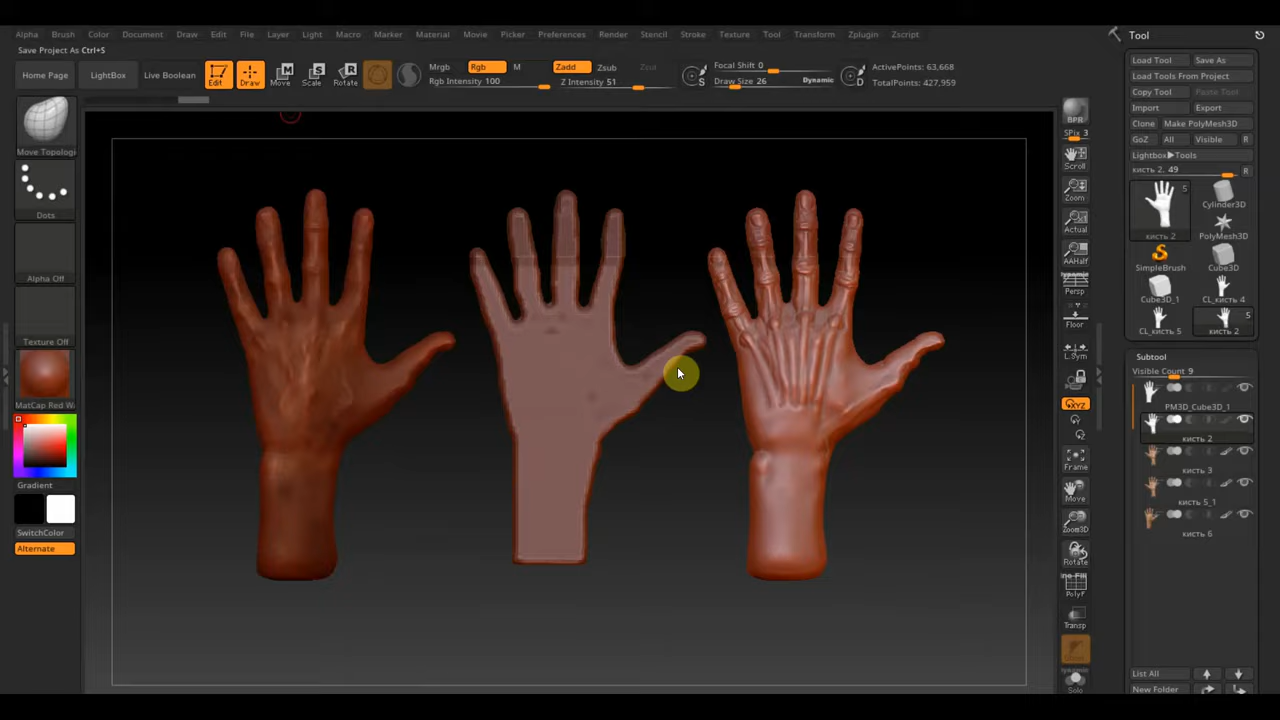 Alpha Brush Color Document Draw Edit File Layer Light Macro Marker Material Movie Picker Preferences Render Stencil Stroke Texture Tool Transform Zplugin Zscript
Save Project As Ctrl+S
Home Page
LightBox
Live Boolean
Edit
Draw
Move
Scale
Rotate
Mrgb
Rgb
M
Rgb Intensity 100
Zadd
Zsub
Z Intensity 51
Focal Shift 0
Draw Size 26
Dynamic
ActivePoints: 63,668
TotalPoints: 427,959
Move Topologi
Dots
Alpha Off
Texture Off
MatCap Red Wa
Gradient
SwitchColor
Alternate
BPR
SPix 3
Scroll
Zoom
Actual
AAHalf
Persp
Floor
L.Sym
XYZ
Frame
Move
Zoom3D
Rotate
PolyF
Transp
Solo
Tool
Load Tool Save As
Load Tools From Project
Copy Tool Paste Tool
Import Export
Clone Make PolyMesh3D
GoZ All Visible R
Lightbox▶Tools
кисть 2. 49 R
5
кисть 2
Cylinder3D
PolyMesh3D
SimpleBrush
Cube3D
Cube3D_1
CL_кисть 4
CL_кисть 5
5
кисть 2
Subtool
Visible Count 9
PM3D_Cube3D_1
кисть 2
кисть 3
кисть 5_1
кисть 6
List All
New Folder